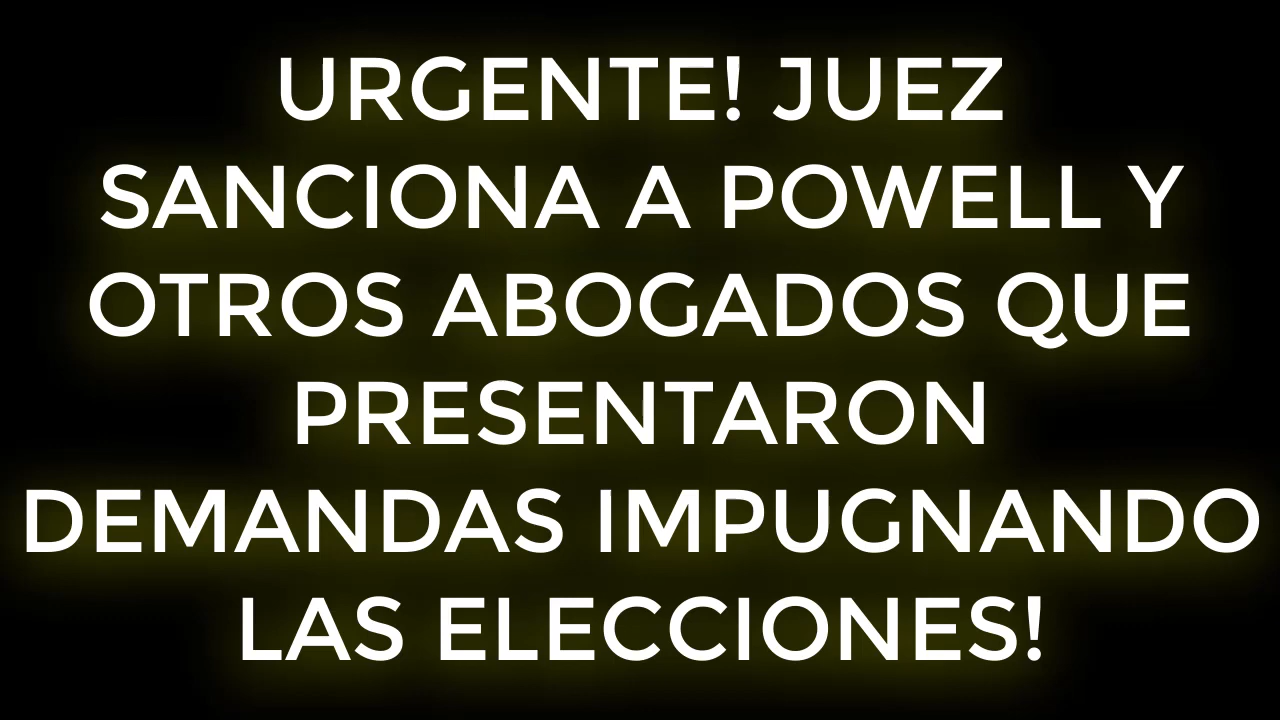 URGENTE! JUEZ
SANCIONA A POWELL Y
OTROS ABOGADOS QUE
PRESENTARON
DEMANDAS IMPUGNANDO
LAS ELECCIONES!